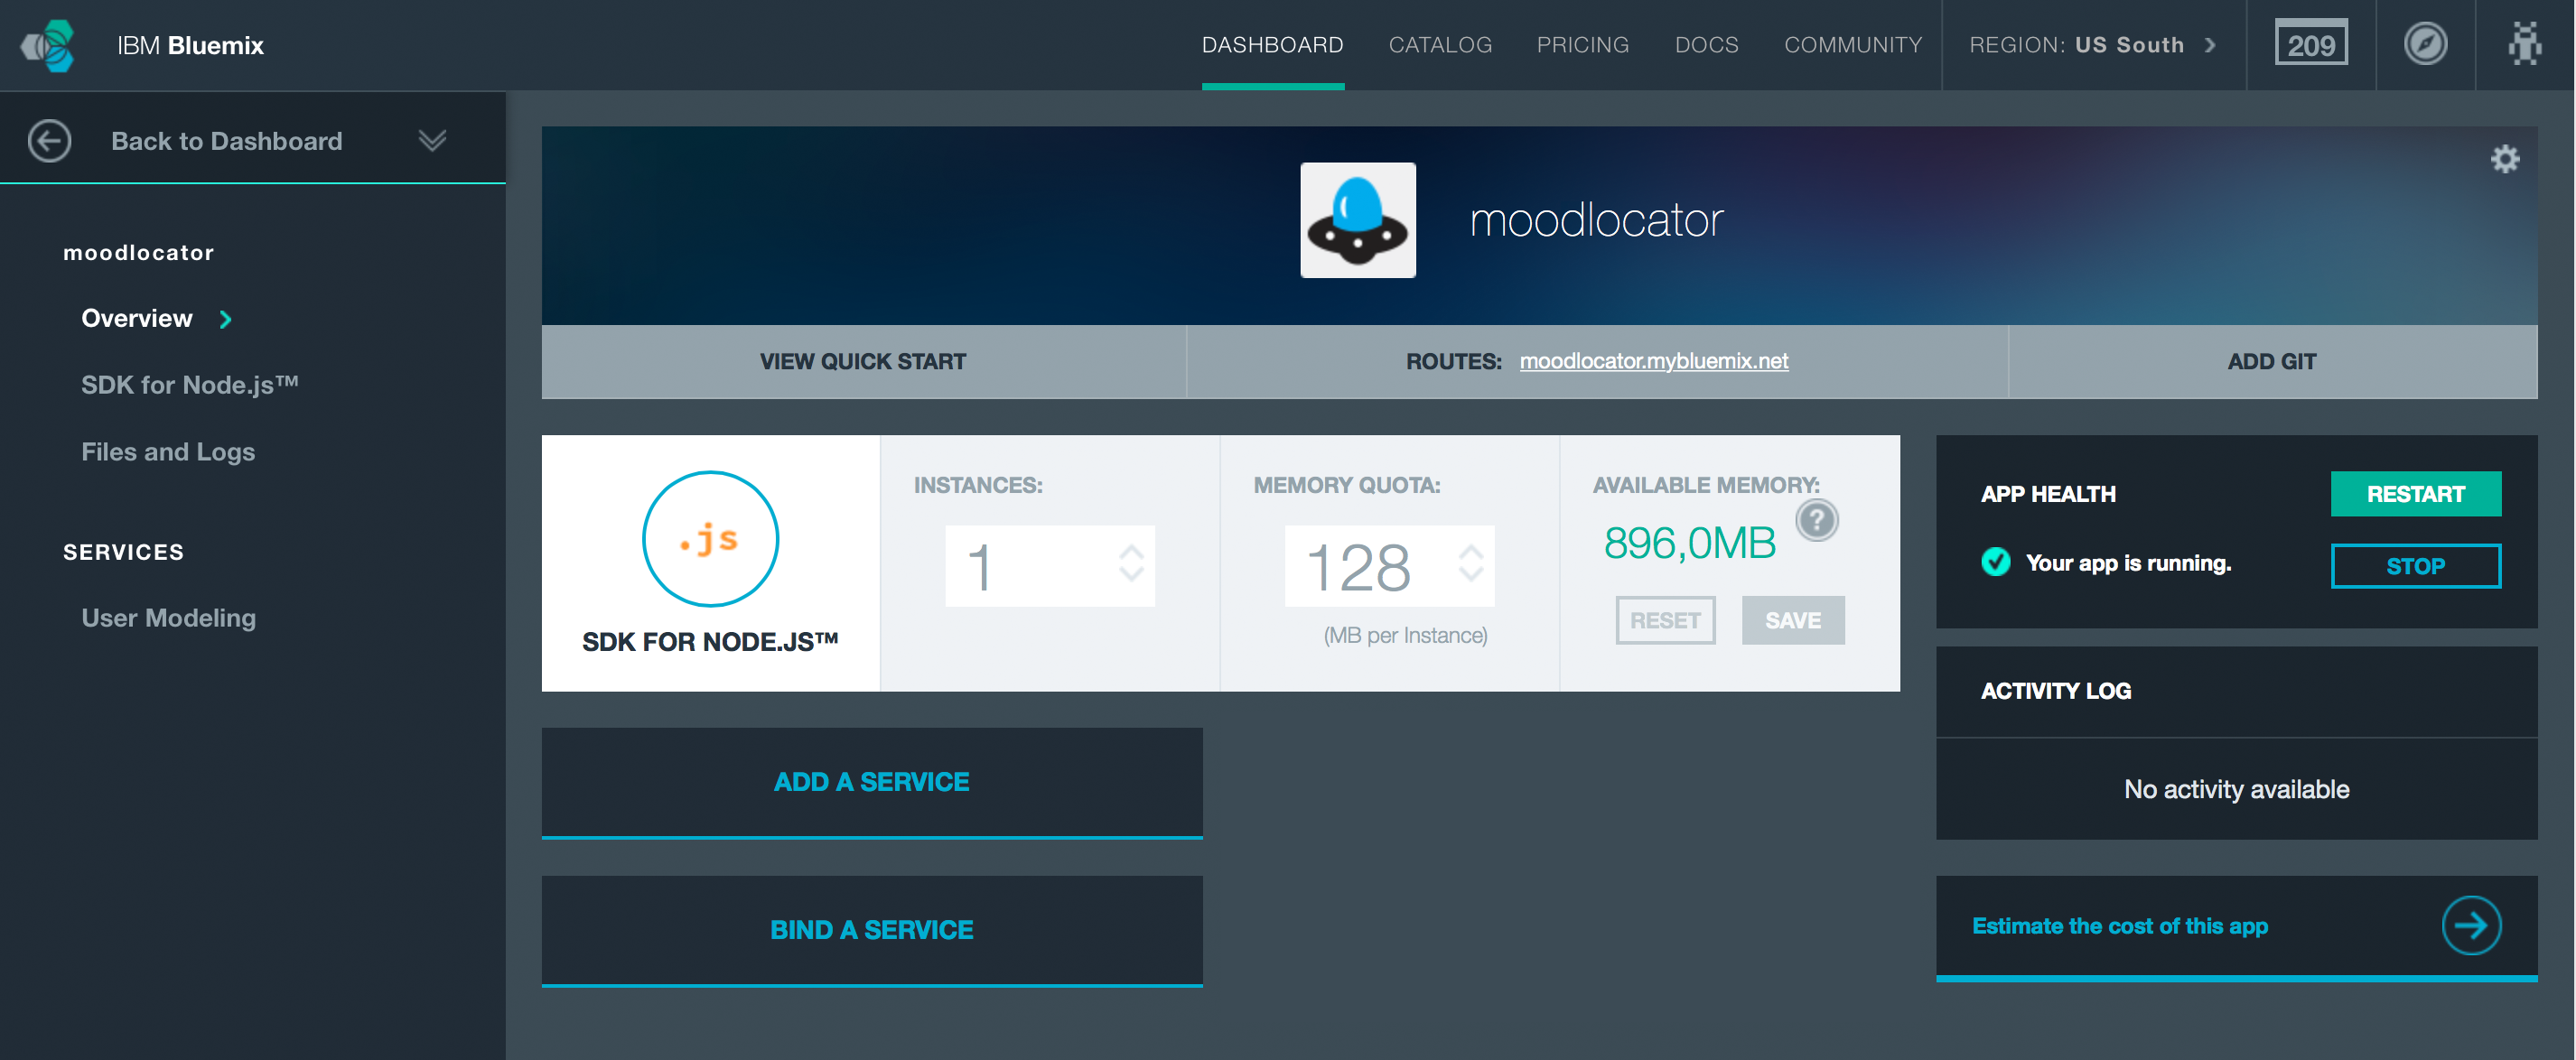 IBM Bluemix
DASHBOARD
CATALOG
PRICING
DOCS
COMMUNITY
REGION: US South
209
Back to Dashboard
moodlocator
Overview
SDK for Node.js™
Files and Logs
SERVICES
User Modeling
moodlocator
VIEW QUICK START
ROUTES: moodlocator.mybluemix.net
ADD GIT
.js
SDK FOR NODE.JS™
INSTANCES:
1
MEMORY QUOTA:
128
(MB per Instance)
AVAILABLE MEMORY:
?
896,0MB
RESET
SAVE
APP HEALTH
RESTART
Your app is running.
STOP
ACTIVITY LOG
No activity available
ADD A SERVICE
BIND A SERVICE
Estimate the cost of this app